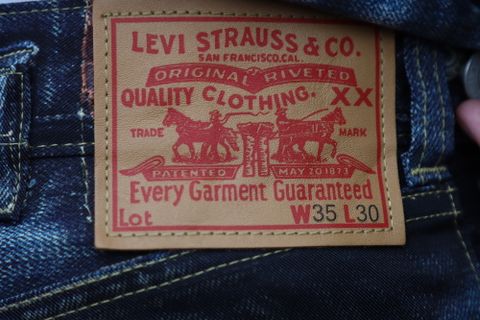 LEVI STRAUSS & CO.
SAN FRANCISCO, CAL.
ORIGINAL RIVETED
QUALITY CLOTHING. XX
TRADE MARK
PATENTED MAY 20 1873
Every Garment Guaranteed
Lot W35 L30